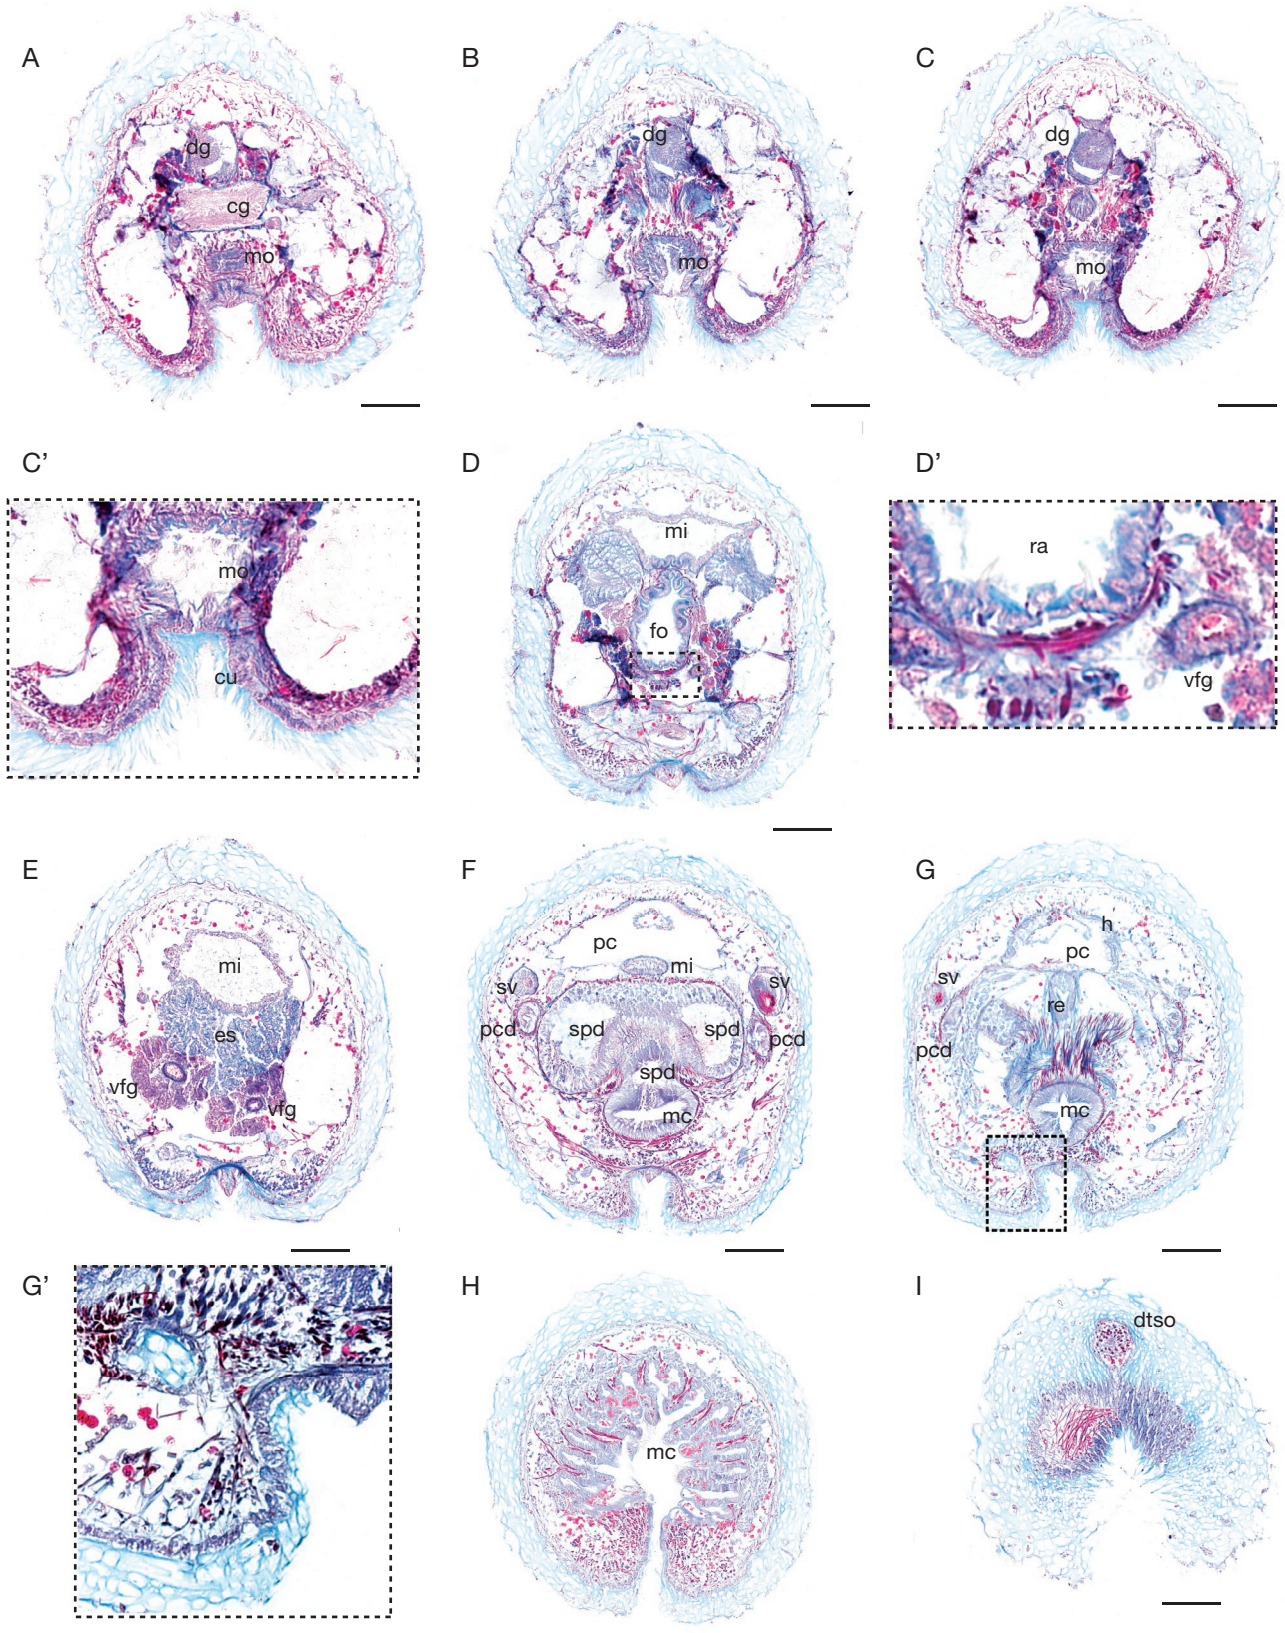 A
B
C
dg
dg
dg
cg
mo
mo
mo
C’
D
D’
mi
mo
fo
ra
cu
vfg
E
F
G
mi
es
vfg
vfg
pc
mi
sv
sv
pcd
pcd
spd
spd
spd
mc
h
pc
sv
re
pcd
mc
G’
H
I
mc
dtso